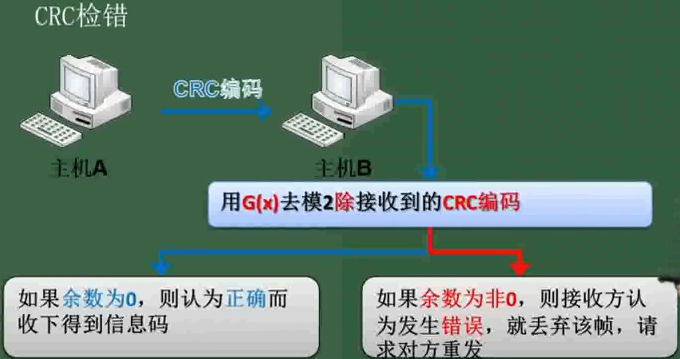 CRC检错
CRC编码
主机A
主机B
用G(x)去模2除接收到的CRC编码
如果余数为0，则认为正确而
收下得到信息码
如果余数为非0，则接收方认
为发生错误，就丢弃该帧，请
求对方重发